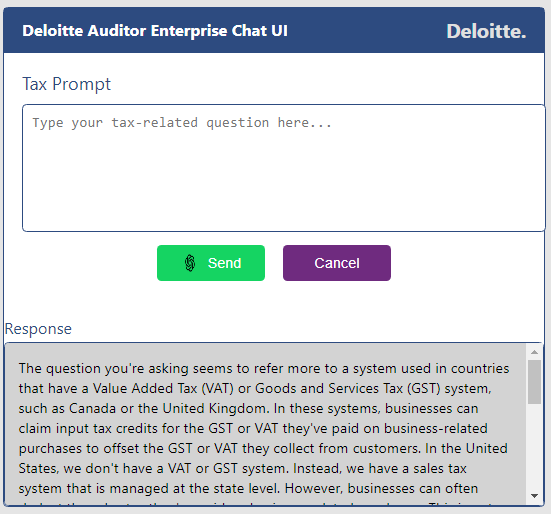 Deloitte Auditor Enterprise Chat UI
Deloitte.
Tax Prompt
Type your tax-related question here...
Send
Cancel
Response
The question you're asking seems to refer more to a system used in countries
that have a Value Added Tax (VAT) or Goods and Services Tax (GST) system,
such as Canada or the United Kingdom. In these systems, businesses can
claim input tax credits for the GST or VAT they've paid on business-related
purchases to offset the GST or VAT they collect from customers. In the United
States, we don't have a VAT or GST system. Instead, we have a sales tax
system that is managed at the state level. However, businesses can often